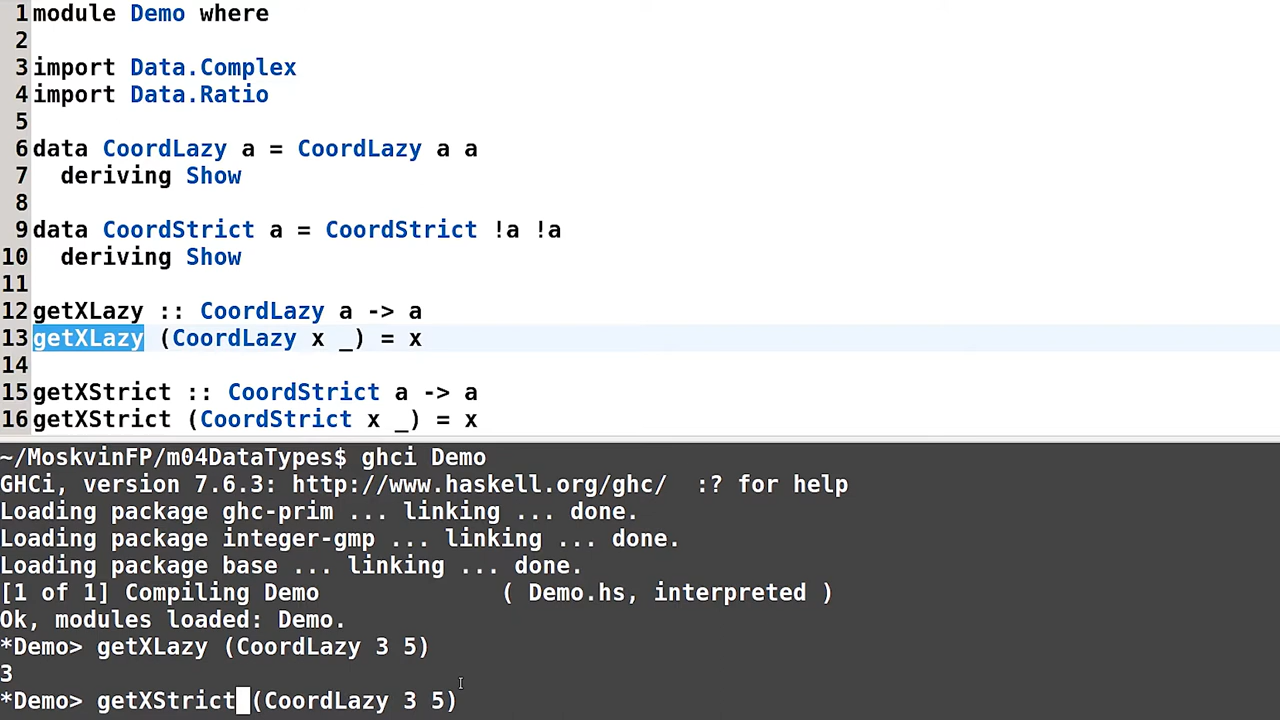 1 module Demo where
2
3 import Data.Complex
4 import Data.Ratio
5
6 data CoordLazy a = CoordLazy a a
7   deriving Show
8
9 data CoordStrict a = CoordStrict !a !a
10   deriving Show
11
12 getXLazy :: CoordLazy a -> a
13 getXLazy (CoordLazy x _) = x
14
15 getXStrict :: CoordStrict a -> a
16 getXStrict (CoordStrict x _) = x
~/MoskvinFP/m04DataTypes$ ghci Demo
GHCi, version 7.6.3: http://www.haskell.org/ghc/  :? for help
Loading package ghc-prim ... linking ... done.
Loading package integer-gmp ... linking ... done.
Loading package base ... linking ... done.
[1 of 1] Compiling Demo             ( Demo.hs, interpreted )
Ok, modules loaded: Demo.
*Demo> getXLazy (CoordLazy 3 5)
3
*Demo> getXStrict (CoordLazy 3 5)